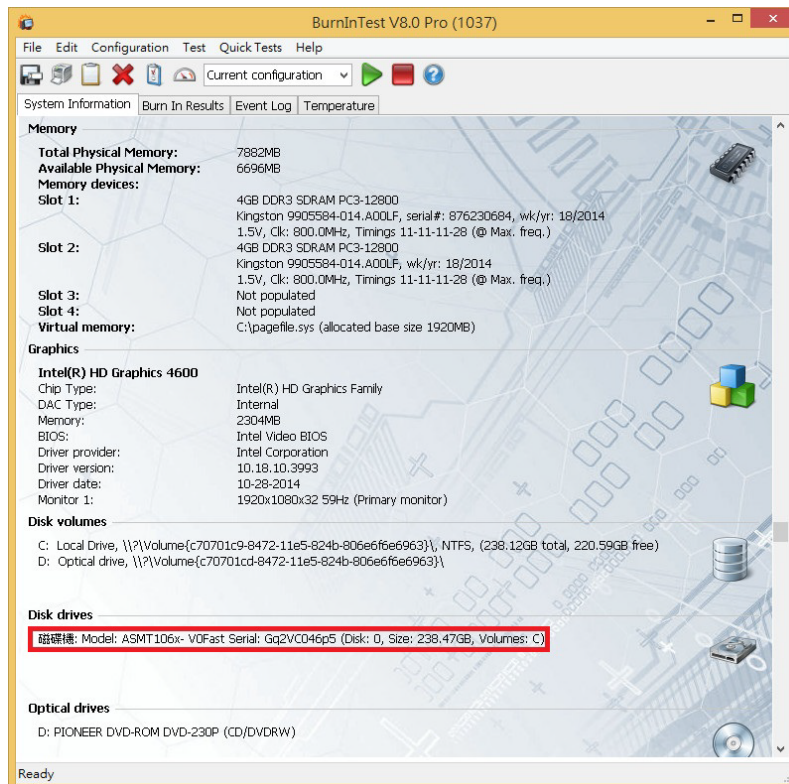 BurnInTest V8.0 Pro (1037)
File Edit Configuration Test Quick Tests Help
Current configuration
System Information Burn In Results Event Log Temperature
Memory
Total Physical Memory: 7882MB
Available Physical Memory: 6696MB
Memory devices:
Slot 1: 4GB DDR3 SDRAM PC3-12800
Kingston 9905584-014.A00LF, serial#: 876230684, wk/yr: 18/2014
1.5V, Clk: 800.0MHz, Timings 11-11-11-28 (@ Max. freq.)
Slot 2: 4GB DDR3 SDRAM PC3-12800
Kingston 9905584-014.A00LF, wk/yr: 18/2014
1.5V, Clk: 800.0MHz, Timings 11-11-11-28 (@ Max. freq.)
Slot 3: Not populated
Slot 4: Not populated
Virtual memory: C:\pagefile.sys (allocated base size 1920MB)
Graphics
Intel(R) HD Graphics 4600
Chip Type: Intel(R) HD Graphics Family
DAC Type: Internal
Memory: 2304MB
BIOS: Intel Video BIOS
Driver provider: Intel Corporation
Driver version: 10.18.10.3993
Driver date: 10-28-2014
Monitor 1: 1920x1080x32 59Hz (Primary monitor)
Disk volumes
C: Local Drive, \\?\Volume{c70701c9-8472-11e5-824b-806e6f6e6963}\, NTFS, (238.12GB total, 220.59GB free)
D: Optical drive, \\?\Volume{c70701cd-8472-11e5-824b-806e6f6e6963}\
Disk drives
磁碟機: Model: ASMT106x- V0Fast Serial: Gq2VC046p5 (Disk: 0, Size: 238.47GB, Volumes: C)
Optical drives
D: PIONEER DVD-ROM DVD-230P (CD/DVDRW)
Ready